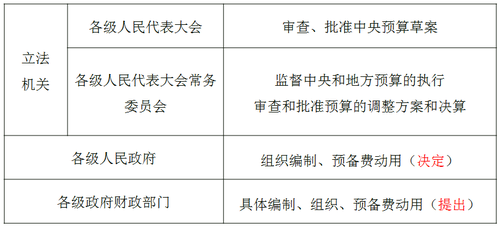 立法
机关
各级人民代表大会
审查、批准中央预算草案
各级人民代表大会常务
委员会
监督中央和地方预算的执行
审查和批准预算的调整方案和决算
各级人民政府
组织编制、预备费动用（决定）
各级政府财政部门
具体编制、组织、预备费动用（提出）